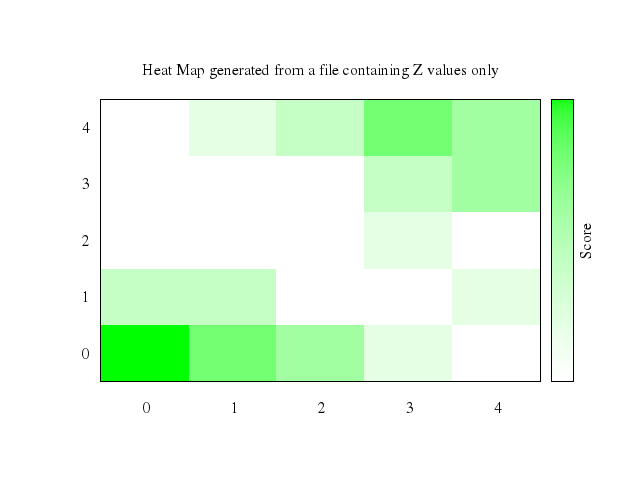 Heat Map generated from a file containing Z values only
4
3
2
1
0
0 1 2 3 4
Score